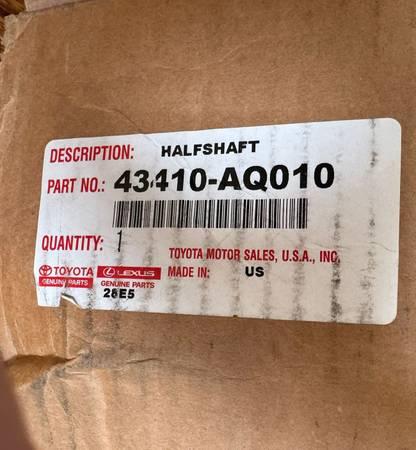 DESCRIPTION: HALFSHAFT
PART NO.: 43410-AQ010
QUANTITY: 1
TOYOTA MOTOR SALES, U.S.A., INC.
TOYOTA LEXUS MADE IN: US
GENUINE PARTS GENUINE PARTS
28E5